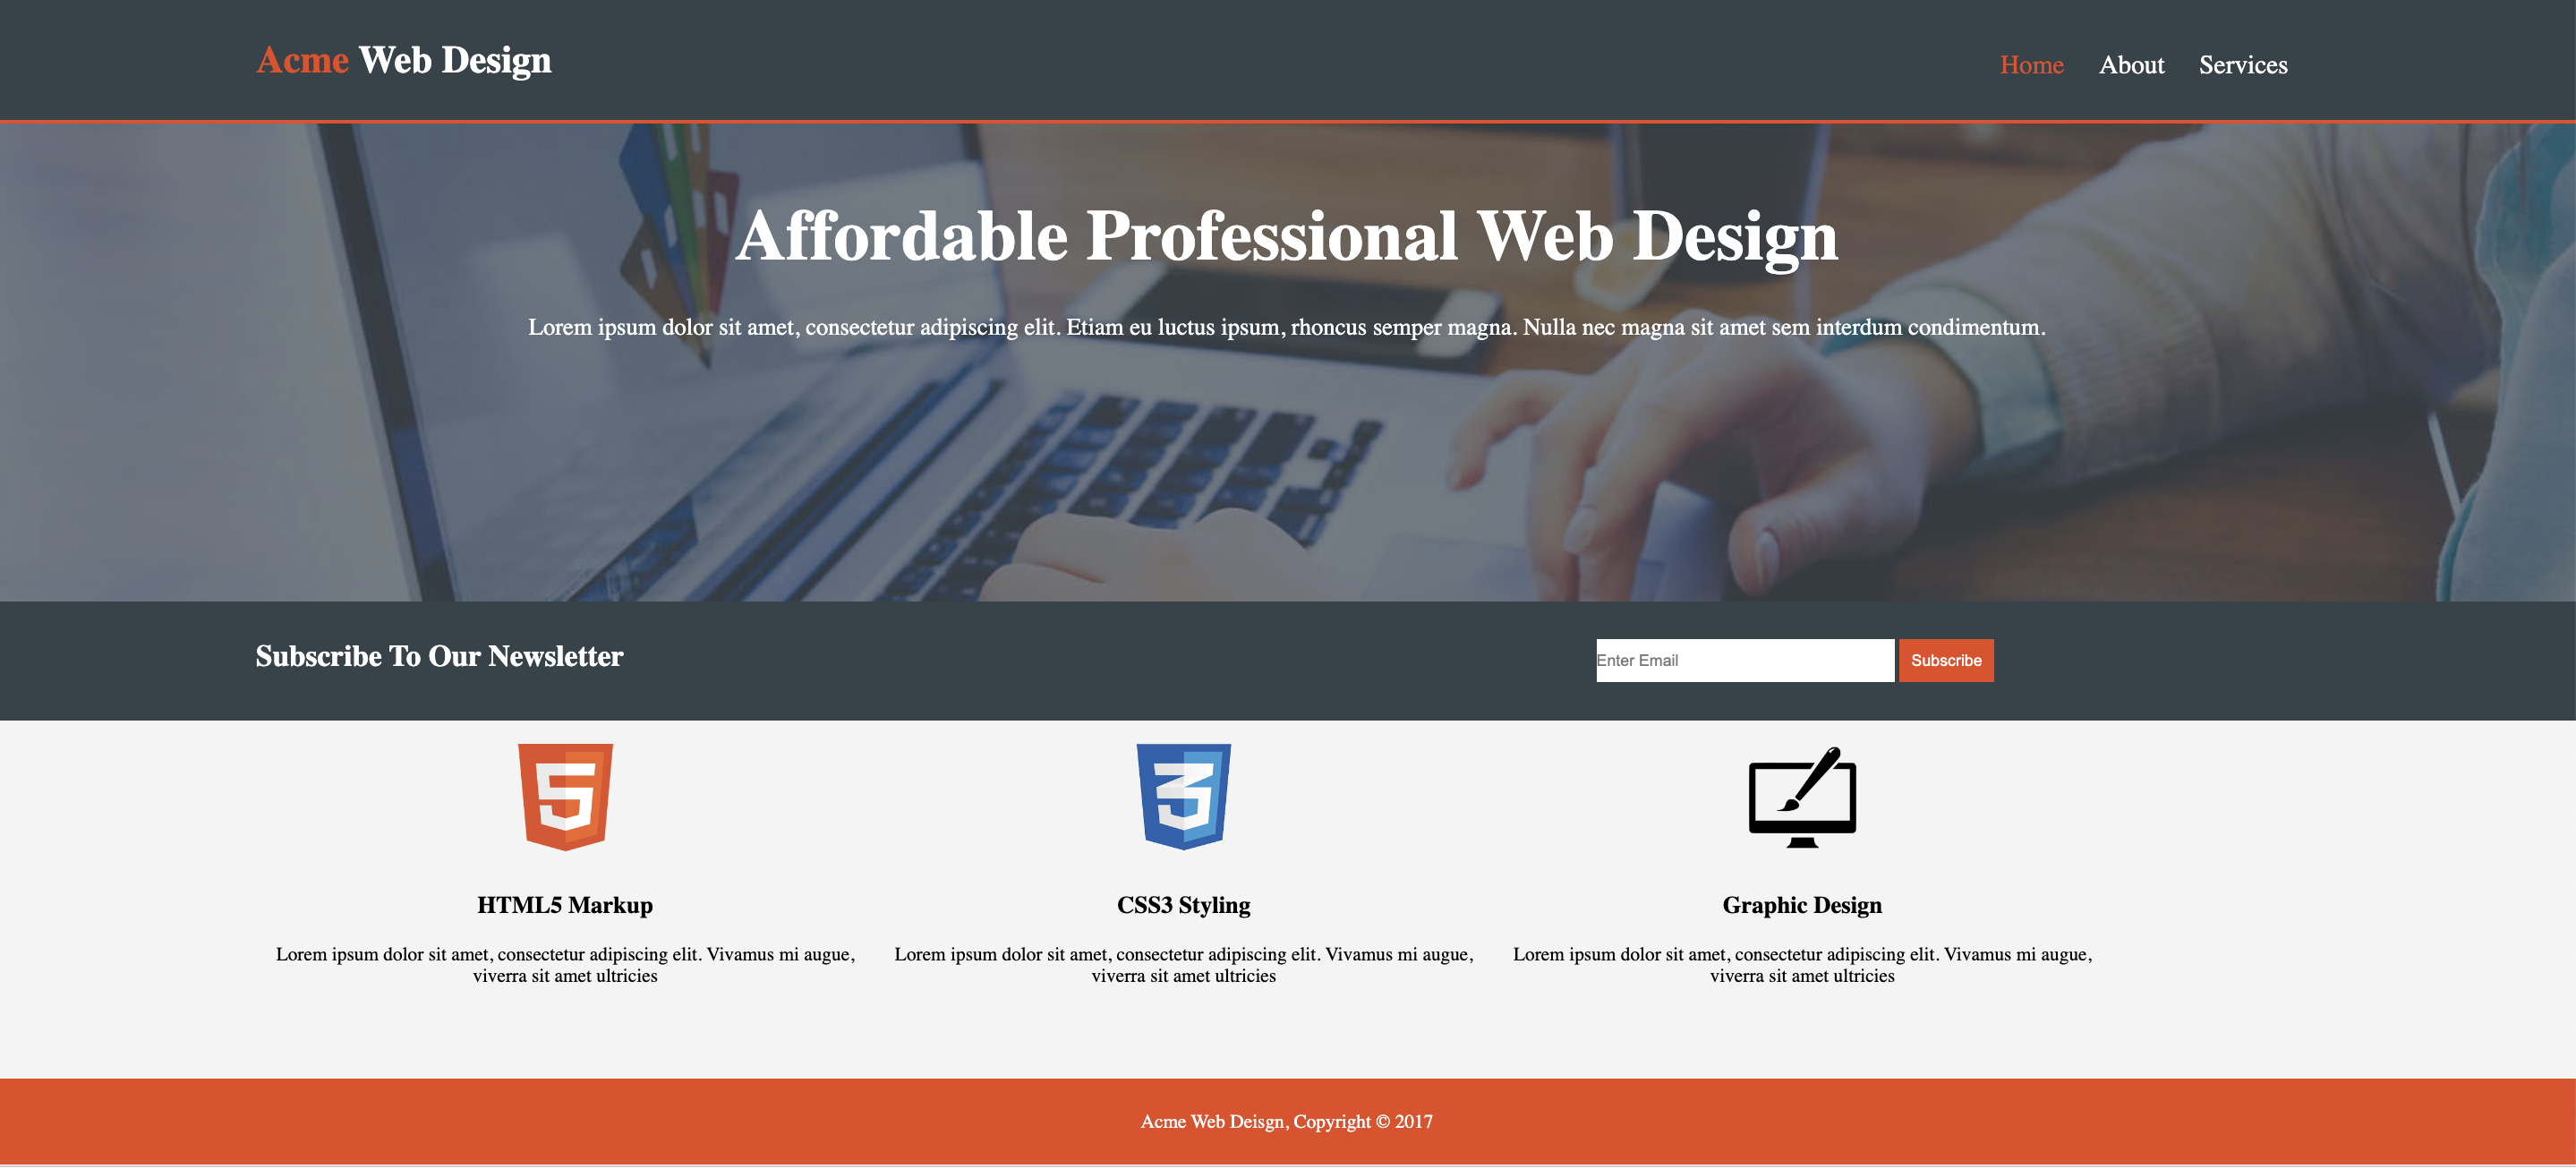 Acme Web Design
Home About Services
Affordable Professional Web Design
Lorem ipsum dolor sit amet, consectetur adipiscing elit. Etiam eu luctus ipsum, rhoncus semper magna. Nulla nec magna sit amet sem interdum condimentum.
Subscribe To Our Newsletter
Enter Email Subscribe
HTML5 Markup
Lorem ipsum dolor sit amet, consectetur adipiscing elit. Vivamus mi augue,
viverra sit amet ultricies
CSS3 Styling
Lorem ipsum dolor sit amet, consectetur adipiscing elit. Vivamus mi augue,
viverra sit amet ultricies
Graphic Design
Lorem ipsum dolor sit amet, consectetur adipiscing elit. Vivamus mi augue,
viverra sit amet ultricies
Acme Web Deisgn, Copyright © 2017